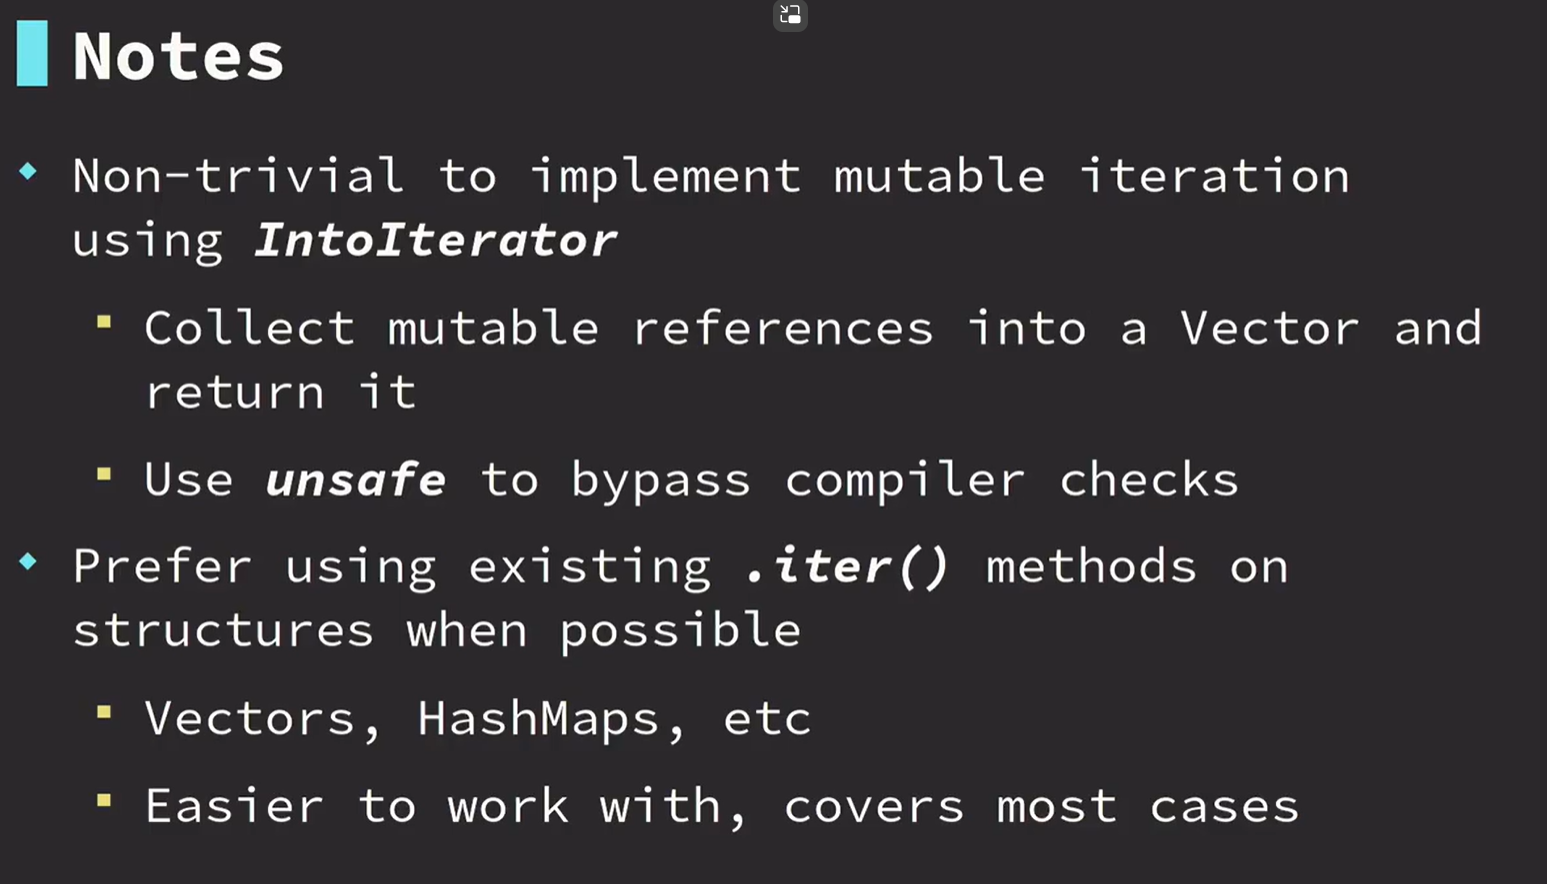 Notes
Non-trivial to implement mutable iteration
using IntoIterator
Collect mutable references into a Vector and
return it
Use unsafe to bypass compiler checks
Prefer using existing .iter() methods on
structures when possible
Vectors, HashMaps, etc
Easier to work with, covers most cases